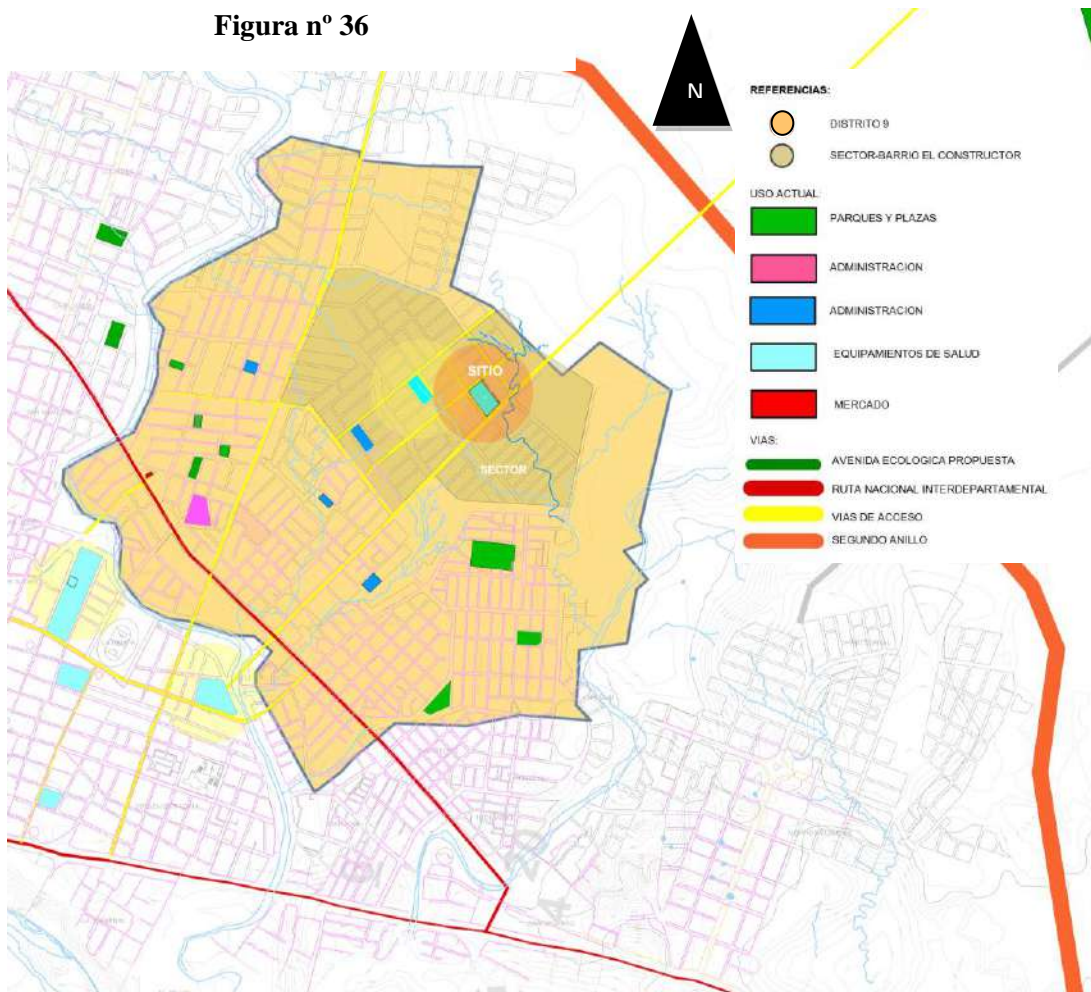 Figura nº 36
N
REFERENCIAS:
DISTRITO 9
SECTOR-BARRIO EL CONSTRUCTOR
USO ACTUAL
PARQUES Y PLAZAS
ADMINISTRACION
ADMINISTRACION
EQUIPAMIENTOS DE SALUD
MERCADO
VIAS:
AVENIDA ECOLOGICA PROPUESTA
RUTA NACIONAL INTERDEPARTAMENTAL
VIAS DE ACCESO
SEGUNDO ANILLO
SITIO
SECTOR